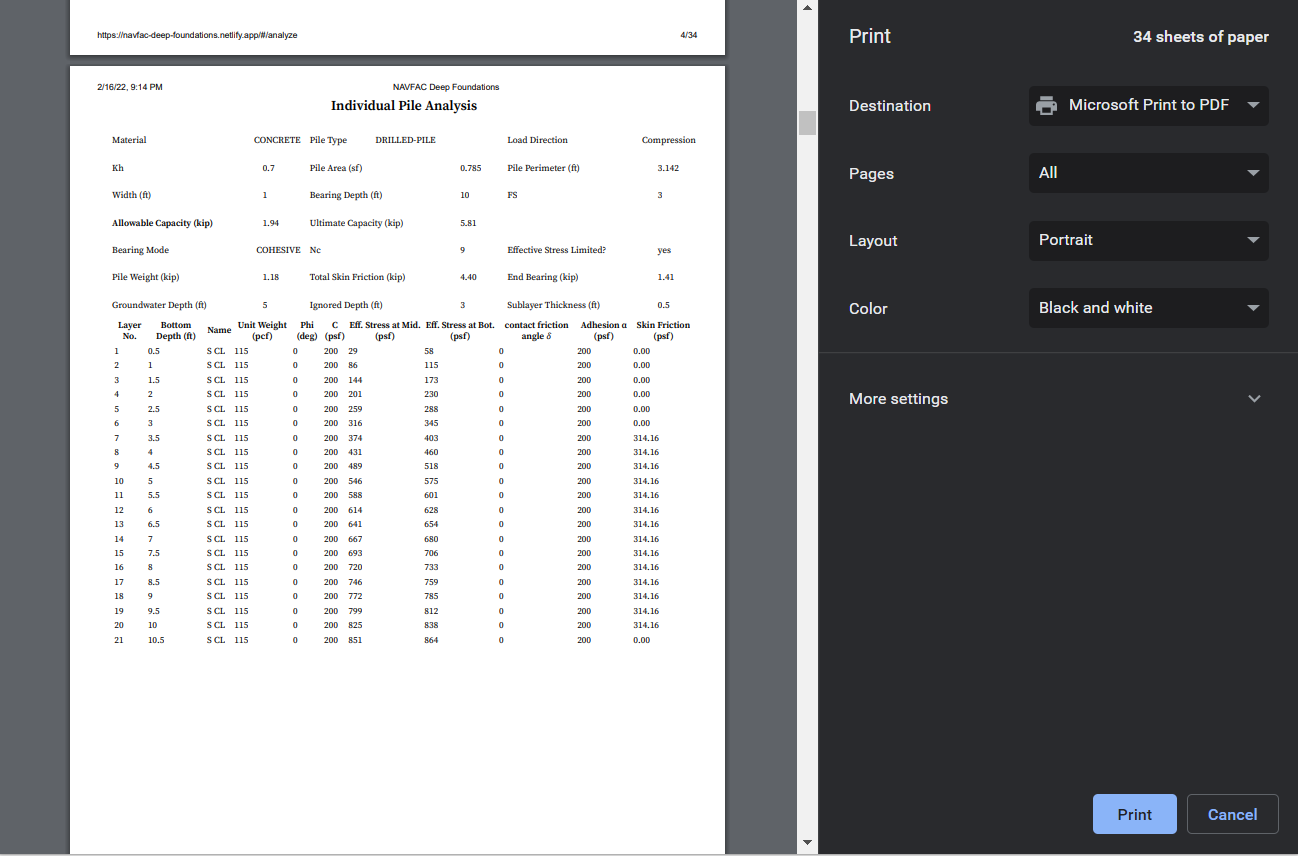 https://navfac-deep-foundations.netlify.app/#/analyze 4/34
2/16/22, 9:14 PM NAVFAC Deep Foundations
Individual Pile Analysis
Material CONCRETE Pile Type DRILLED-PILE Load Direction Compression
Kh 0.7 Pile Area (sf) 0.785 Pile Perimeter (ft) 3.142
Width (ft) 1 Bearing Depth (ft) 10 FS 3
Allowable Capacity (kip) 1.94 Ultimate Capacity (kip) 5.81
Bearing Mode COHESIVE Nc 9 Effective Stress Limited? yes
Pile Weight (kip) 1.18 Total Skin Friction (kip) 4.40 End Bearing (kip) 1.41
Groundwater Depth (ft) 5 Ignored Depth (ft) 3 Sublayer Thickness (ft) 0.5
Layer No. Bottom Depth (ft) Name Unit Weight (pcf) Phi (deg) C (psf) Eff. Stress at Mid. (psf) Eff. Stress at Bot. (psf) contact friction angle δ Adhesion α (psf) Skin Friction (psf)
1 0.5 S CL 115 0 200 29 58 0 200 0.00
2 1 S CL 115 0 200 86 115 0 200 0.00
3 1.5 S CL 115 0 200 144 173 0 200 0.00
4 2 S CL 115 0 200 201 230 0 200 0.00
5 2.5 S CL 115 0 200 259 288 0 200 0.00
6 3 S CL 115 0 200 316 345 0 200 0.00
7 3.5 S CL 115 0 200 374 403 0 200 314.16
8 4 S CL 115 0 200 431 460 0 200 314.16
9 4.5 S CL 115 0 200 489 518 0 200 314.16
10 5 S CL 115 0 200 546 575 0 200 314.16
11 5.5 S CL 115 0 200 588 601 0 200 314.16
12 6 S CL 115 0 200 614 628 0 200 314.16
13 6.5 S CL 115 0 200 641 654 0 200 314.16
14 7 S CL 115 0 200 667 680 0 200 314.16
15 7.5 S CL 115 0 200 693 706 0 200 314.16
16 8 S CL 115 0 200 720 733 0 200 314.16
17 8.5 S CL 115 0 200 746 759 0 200 314.16
18 9 S CL 115 0 200 772 785 0 200 314.16
19 9.5 S CL 115 0 200 799 812 0 200 314.16
20 10 S CL 115 0 200 825 838 0 200 314.16
21 10.5 S CL 115 0 200 851 864 0 200 0.00
Print 34 sheets of paper
Destination Microsoft Print to PDF
Pages All
Layout Portrait
Color Black and white
More settings
Print Cancel